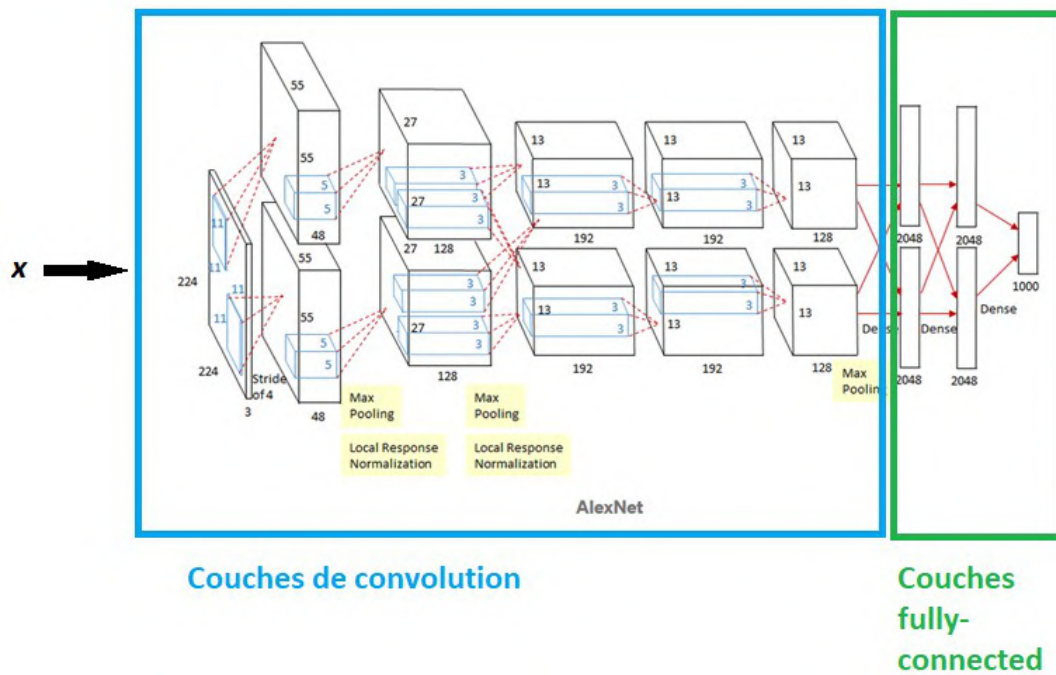 x
224
224
3
11
11
11
11
Stride
of 4
55
55
5
5
48
55
55
5
5
48
Max
Pooling
Local Response
Normalization
27
27
3
3
3
128
27
27
3
3
3
3
128
Max
Pooling
Local Response
Normalization
13
13
3
3
192
13
13
3
3
192
13
13
3
3
192
13
13
3
3
192
13
13
128
13
13
128
Max
Pooling
Dense
2048
2048
Dense
2048
2048
Dense
1000
AlexNet
Couches de convolution
Couches
fully-
connected